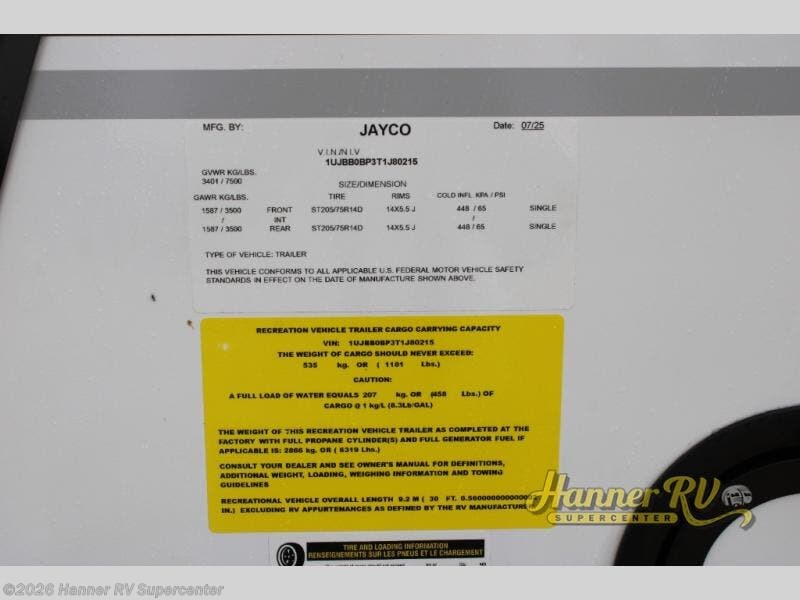 MFG. BY: JAYCO Date: 07/25
V.I.N./N.I.V
1UJBB0BP3T1J80215
GVWR KG/LBS.
3401 / 7500
SIZE/DIMENSION
GAWR KG/LBS. TIRE RIMS COLD INFL. KPA / PSI
1587 / 3500 FRONT ST205/75R14D 14X5.5 J 448 / 65 SINGLE
/ INT /
1587 / 3500 REAR ST205/75R14D 14X5.5 J 448 / 65 SINGLE
TYPE OF VEHICLE: TRAILER
THIS VEHICLE CONFORMS TO ALL APPLICABLE U.S. FEDERAL MOTOR VEHICLE SAFETY
STANDARDS IN EFFECT ON THE DATE OF MANUFACTURE SHOWN ABOVE.
RECREATION VEHICLE TRAILER CARGO CARRYING CAPACITY
VIN: 1UJBB0BP3T1J80215
THE WEIGHT OF CARGO SHOULD NEVER EXCEED:
535 kg. OR ( 1181 Lbs.)
CAUTION:
A FULL LOAD OF WATER EQUALS 207 kg. OR (458 Lbs.) OF
CARGO @ 1 kg/L (8.3Lb/GAL)
THE WEIGHT OF THIS RECREATION VEHICLE TRAILER AS COMPLETED AT THE
FACTORY WITH FULL PROPANE CYLINDER(S) AND FULL GENERATOR FUEL IF
APPLICABLE IS: 2866 kg. OR ( 6319 Lbs.)
CONSULT YOUR DEALER AND SEE OWNER'S MANUAL FOR DEFINITIONS,
ADDITIONAL WEIGHT, LOADING, WEIGHING INFORMATION AND TOWING
GUIDELINES
RECREATIONAL VEHICLE OVERALL LENGTH 9.2 M ( 30 FT. 0.5600000000000
IN.) EXCLUDING RV APPURTENANCES AS DEFINED BY THE RV MANUFACTURE
Hanner RV
SUPERCENTER
TIRE AND LOADING INFORMATION
RENSEIGNEMENTS SUR LES PNEUS ET LE CHARGEMENT
©2026 Hanner RV Supercenter